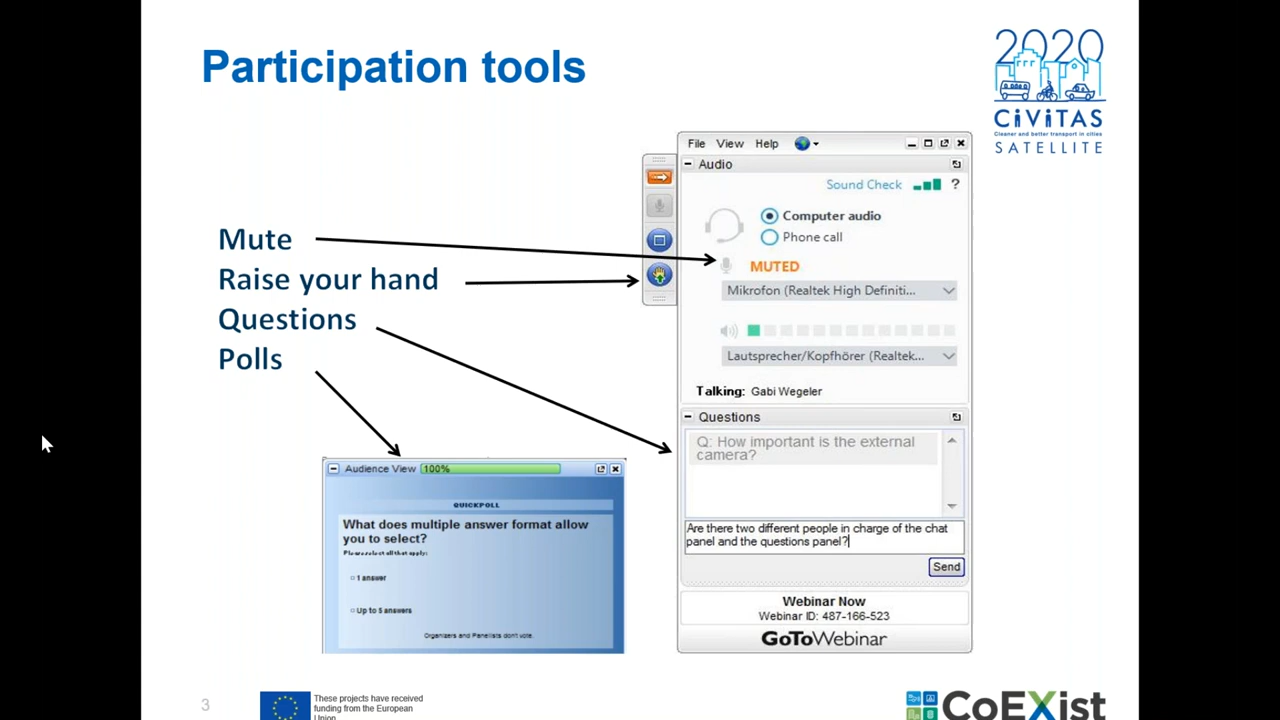 Participation tools
2020
CiViTAS
Cleaner and better transport in cities
SATELLITE
Mute
Raise your hand
Questions
Polls
File View Help
Audio
Sound Check ?
Computer audio
Phone call
MUTED
Mikrofon (Realtek High Definiti...
Lautsprecher/Kopfhörer (Realtek...
Talking: Gabi Wegeler
Questions
Q: How important is the external
camera?
Are there two different people in charge of the chat
panel and the questions panel?
Send
Webinar Now
Webinar ID: 487-166-523
GoToWebinar
Audience View 100%
QUICKPOLL
What does multiple answer format allow
you to select?
Please select all that apply:
1 answer
Up to 5 answers
Organizers and Panelists don't vote.
3
These projects have received
funding from the European
Union
CoEXist